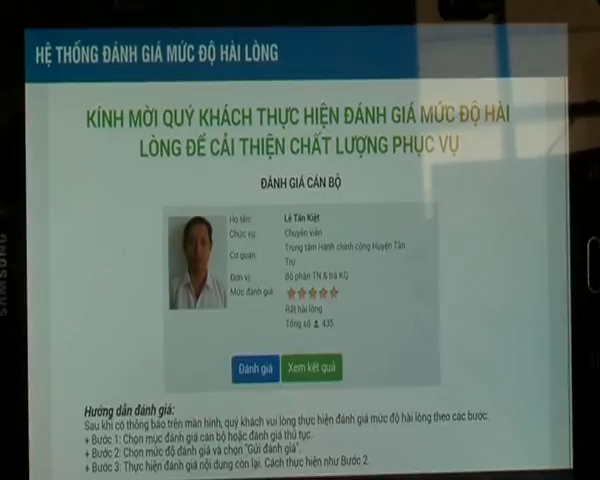 HỆ THỐNG ĐÁNH GIÁ MỨC ĐỘ HÀI LÒNG
KÍNH MỜI QUÝ KHÁCH THỰC HIỆN ĐÁNH GIÁ MỨC ĐỘ HÀI
LÒNG ĐỂ CẢI THIỆN CHẤT LƯỢNG PHỤC VỤ
ĐÁNH GIÁ CÁN BỘ
Họ tên: Lê Tấn Kiệt
Chức vụ: Chuyên viên
Cơ quan: Trung tâm Hành chính công Huyện Tân
Trụ
Đơn vị: Bộ phận TN & trả KQ
Mức đánh giá:
Rất hài lòng
Tổng số 435
Đánh giá Xem kết quả
Hướng dẫn đánh giá:
Sau khi có thông báo trên màn hình, quý khách vui lòng thực hiện đánh giá mức độ hài lòng theo các bước:
+ Bước 1: Chọn mục đánh giá cán bộ hoặc đánh giá thủ tục.
+ Bước 2: Chọn mức độ đánh giá và chọn "Gửi đánh giá".
+ Bước 3: Thực hiện đánh giá nội dung còn lại. Cách thực hiện như Bước 2.
SAMSUNG